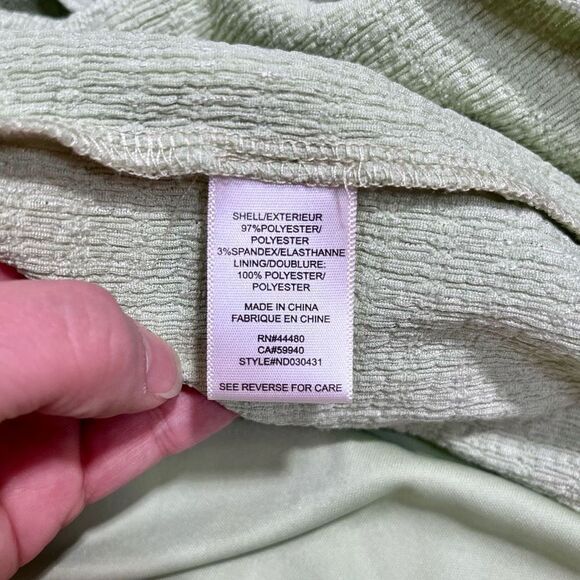 SHELL/EXTERIEUR
97%POLYESTER/
POLYESTER
3%SPANDEX/ELASTHANNE
LINING/DOUBLURE:
100% POLYESTER/
POLYESTER
MADE IN CHINA
FABRIQUE EN CHINE
RN#44480
CA#59940
STYLE#ND030431
SEE REVERSE FOR CARE